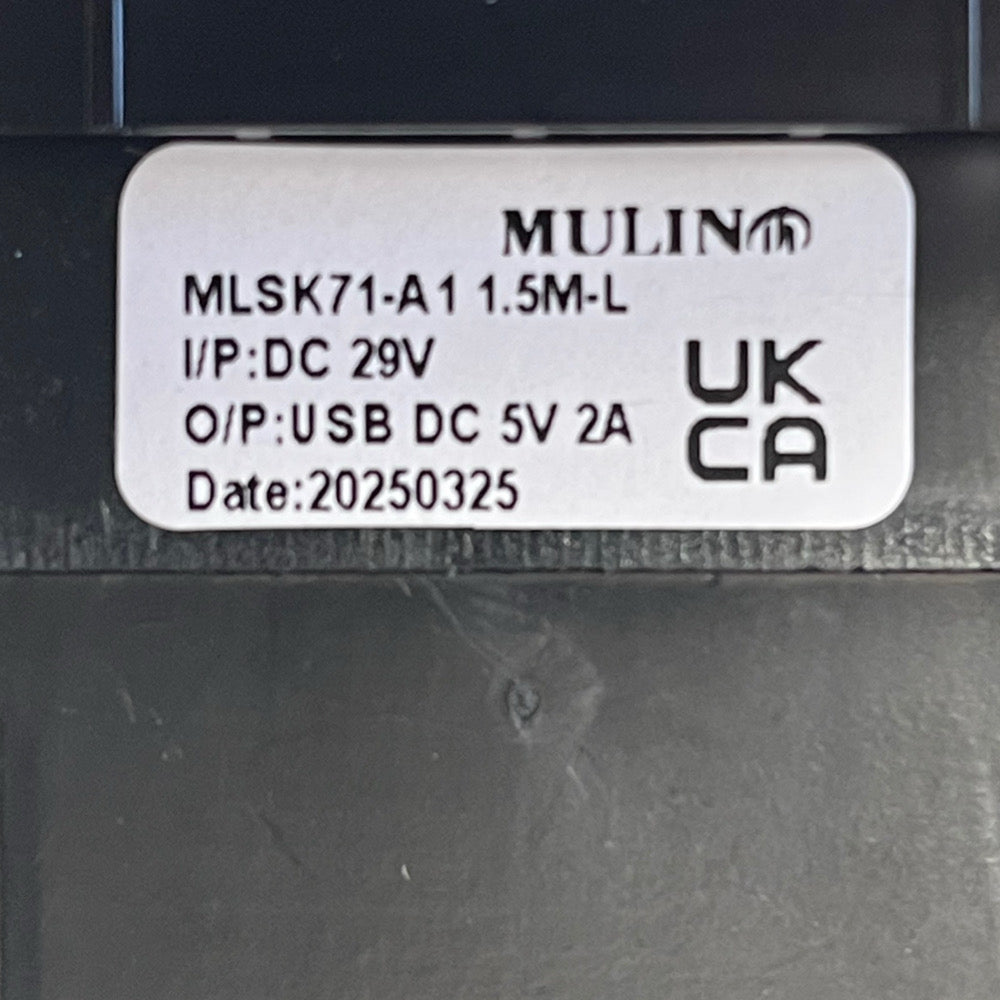 MULIN
MLSK71-A1 1.5M-L
I/P:DC 29V
O/P:USB DC 5V 2A
Date:20250325
UK
CA